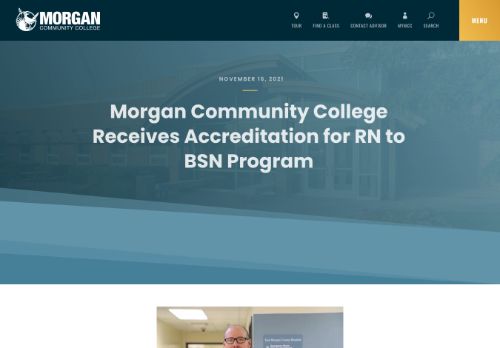 MORGAN
COMMUNITY COLLEGE
TOUR
FIND A CLASS
CONTACT ADVISOR
MYMCC
SEARCH
MENU
NOVEMBER 16, 2021
Morgan Community College
Receives Accreditation for RN to
BSN Program